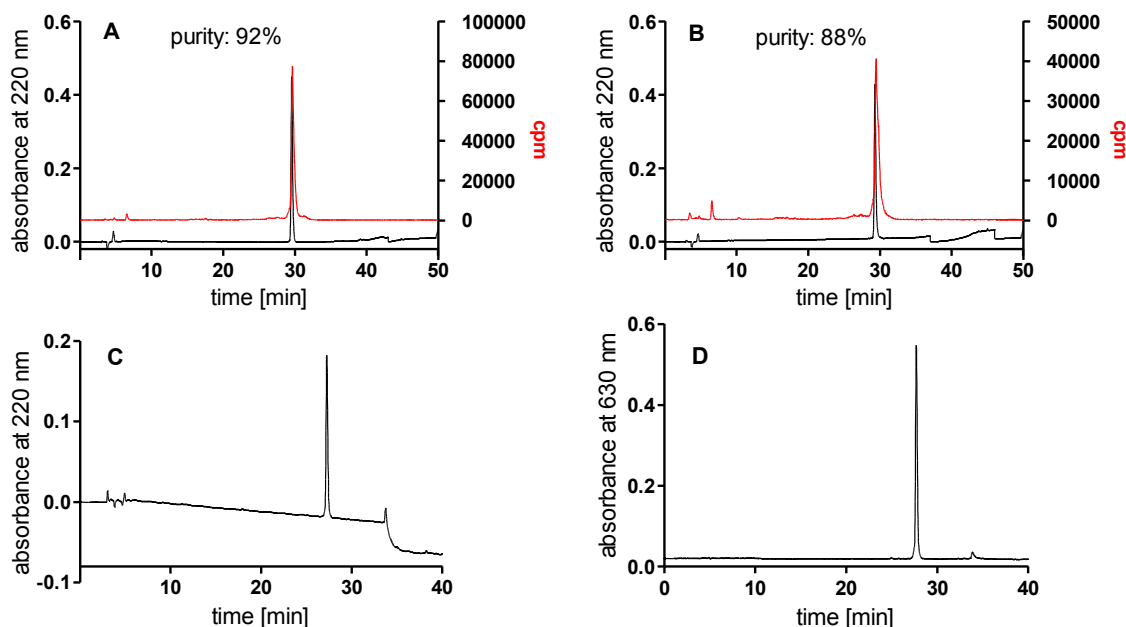 A
purity: 92%
absorbance at 220 nm
0.6
0.4
0.2
0.0
100000
80000
60000
40000
20000
0
cpm
10 20 30 40 50
time [min]
B
purity: 88%
absorbance at 220 nm
0.6
0.4
0.2
0.0
50000
40000
30000
20000
10000
0
cpm
10 20 30 40 50
time [min]
C
absorbance at 220 nm
0.2
0.1
0.0
-0.1
10 20 30 40
time [min]
D
absorbance at 630 nm
0.6
0.4
0.2
0.0
0 10 20 30 40
time [min]